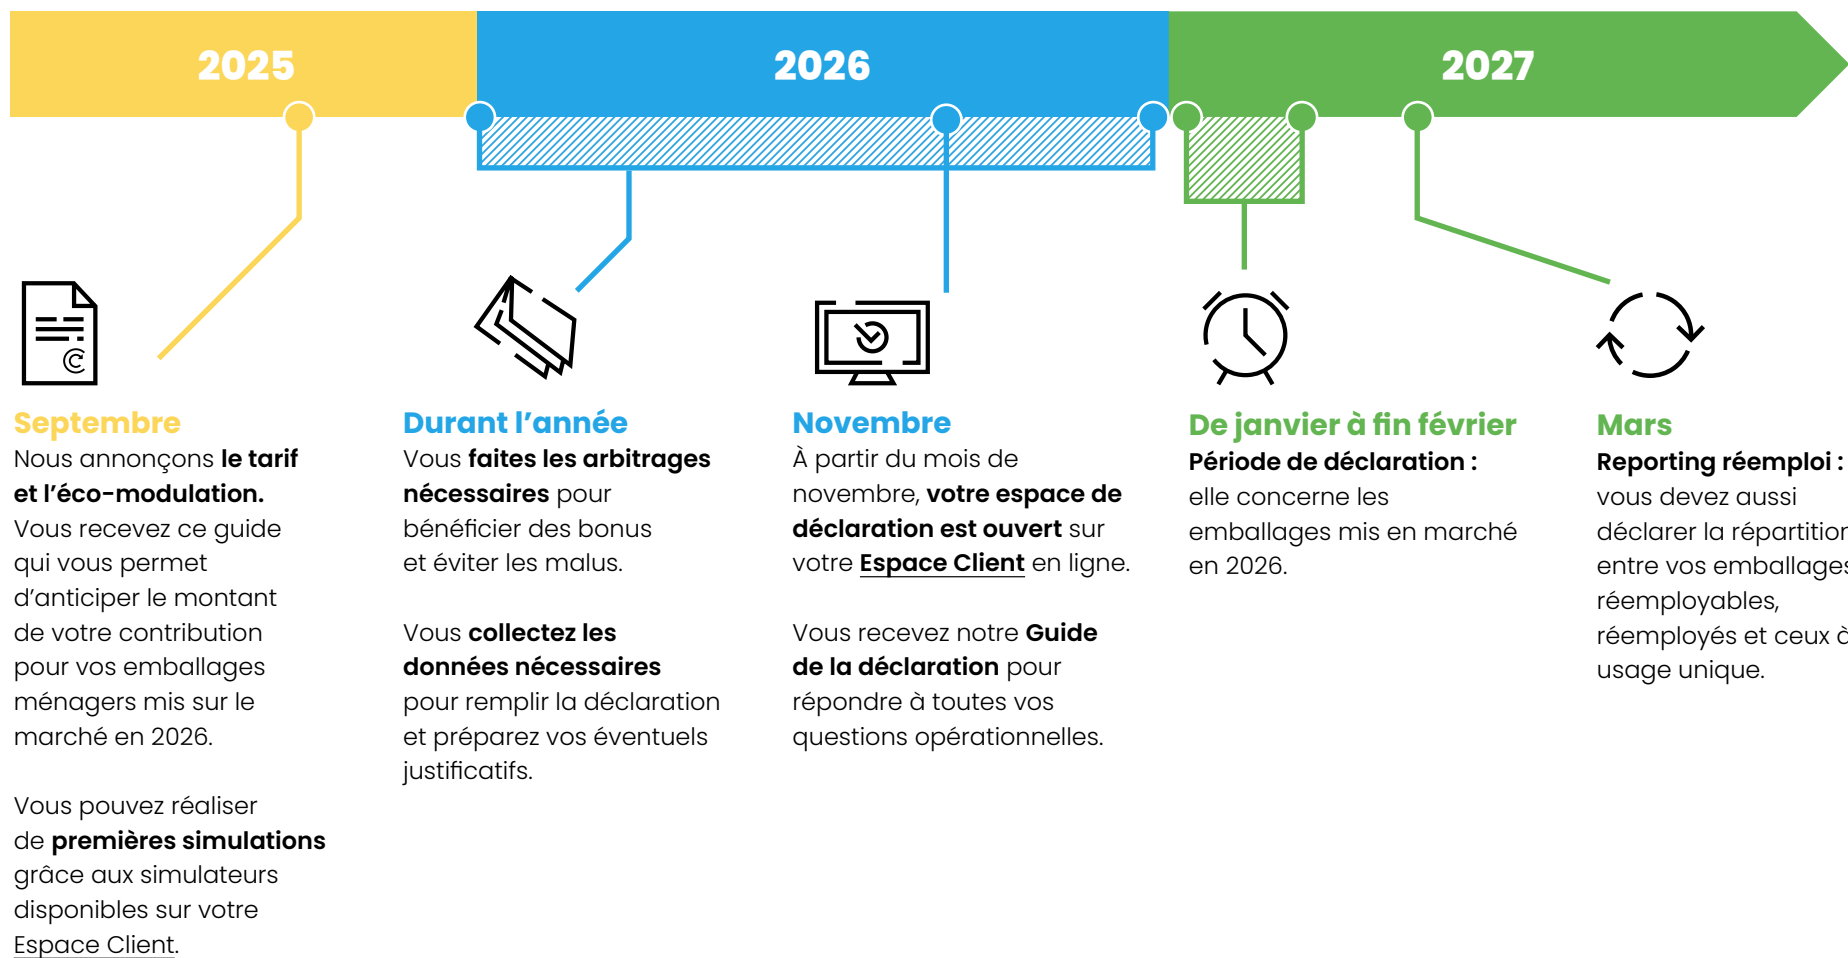 2025
2026
2027
Septembre
Nous annonçons le tarif
et l'éco-modulation.
Vous recevez ce guide
qui vous permet
d'anticiper le montant
de votre contribution
pour vos emballages
ménagers mis sur le
marché en 2026.
Vous pouvez réaliser
de premières simulations
grâce aux simulateurs
disponibles sur votre
Espace Client.
Durant l'année
Vous faites les arbitrages
nécessaires pour
bénéficier des bonus
et éviter les malus.
Vous collectez les
données nécessaires
pour remplir la déclaration
et préparez vos éventuels
justificatifs.
Novembre
À partir du mois de
novembre, votre espace de
déclaration est ouvert sur
votre Espace Client en ligne.
Vous recevez notre Guide
de la déclaration pour
répondre à toutes vos
questions opérationnelles.
De janvier à fin février
Période de déclaration :
elle concerne les
emballages mis en marché
en 2026.
Mars
Reporting réemploi :
vous devez aussi
déclarer la répartition
entre vos emballages
réemployables,
réemployés et ceux à
usage unique.